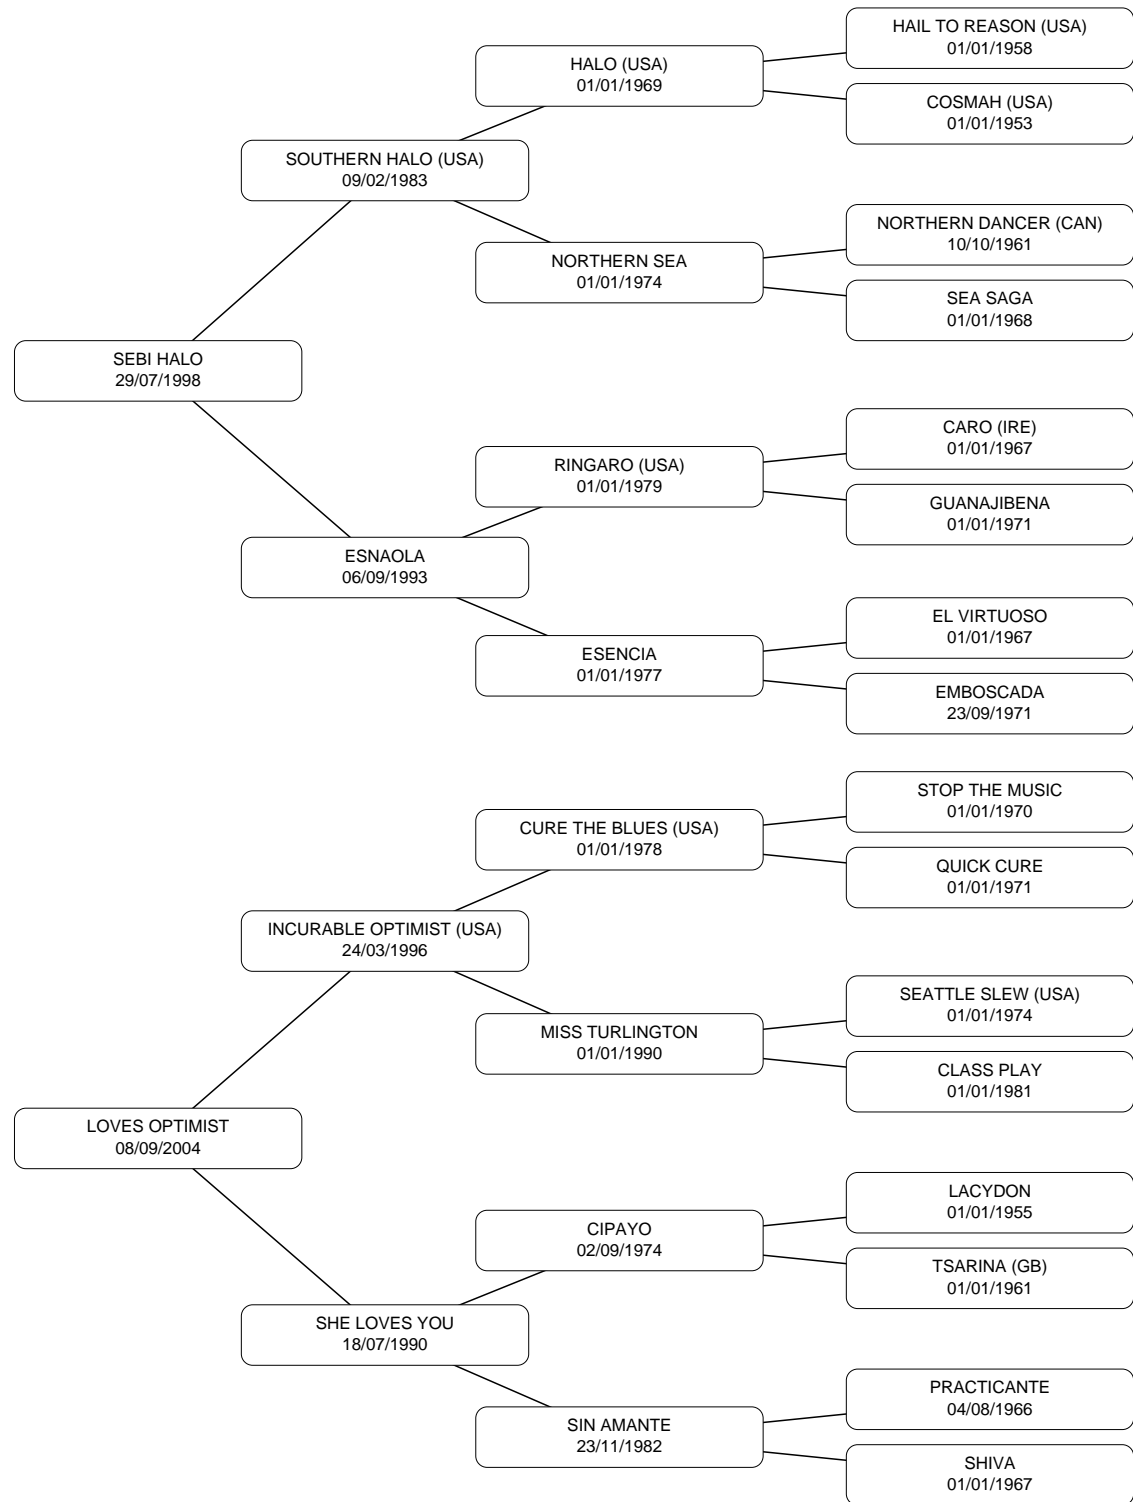 HAIL TO REASON (USA)
01/01/1958
HALO (USA)
01/01/1969
COSMAH (USA)
01/01/1953
SOUTHERN HALO (USA)
09/02/1983
NORTHERN DANCER (CAN)
10/10/1961
NORTHERN SEA
01/01/1974
SEA SAGA
01/01/1968
SEBI HALO
29/07/1998
CARO (IRE)
01/01/1967
RINGARO (USA)
01/01/1979
GUANAJIBENA
01/01/1971
ESNAOLA
06/09/1993
EL VIRTUOSO
01/01/1967
ESENCIA
01/01/1977
EMBOSCADA
23/09/1971
STOP THE MUSIC
01/01/1970
CURE THE BLUES (USA)
01/01/1978
QUICK CURE
01/01/1971
INCURABLE OPTIMIST (USA)
24/03/1996
SEATTLE SLEW (USA)
01/01/1974
MISS TURLINGTON
01/01/1990
CLASS PLAY
01/01/1981
LOVES OPTIMIST
08/09/2004
LACYDON
01/01/1955
CIPAYO
02/09/1974
TSARINA (GB)
01/01/1961
SHE LOVES YOU
18/07/1990
PRACTICANTE
04/08/1966
SIN AMANTE
23/11/1982
SHIVA
01/01/1967